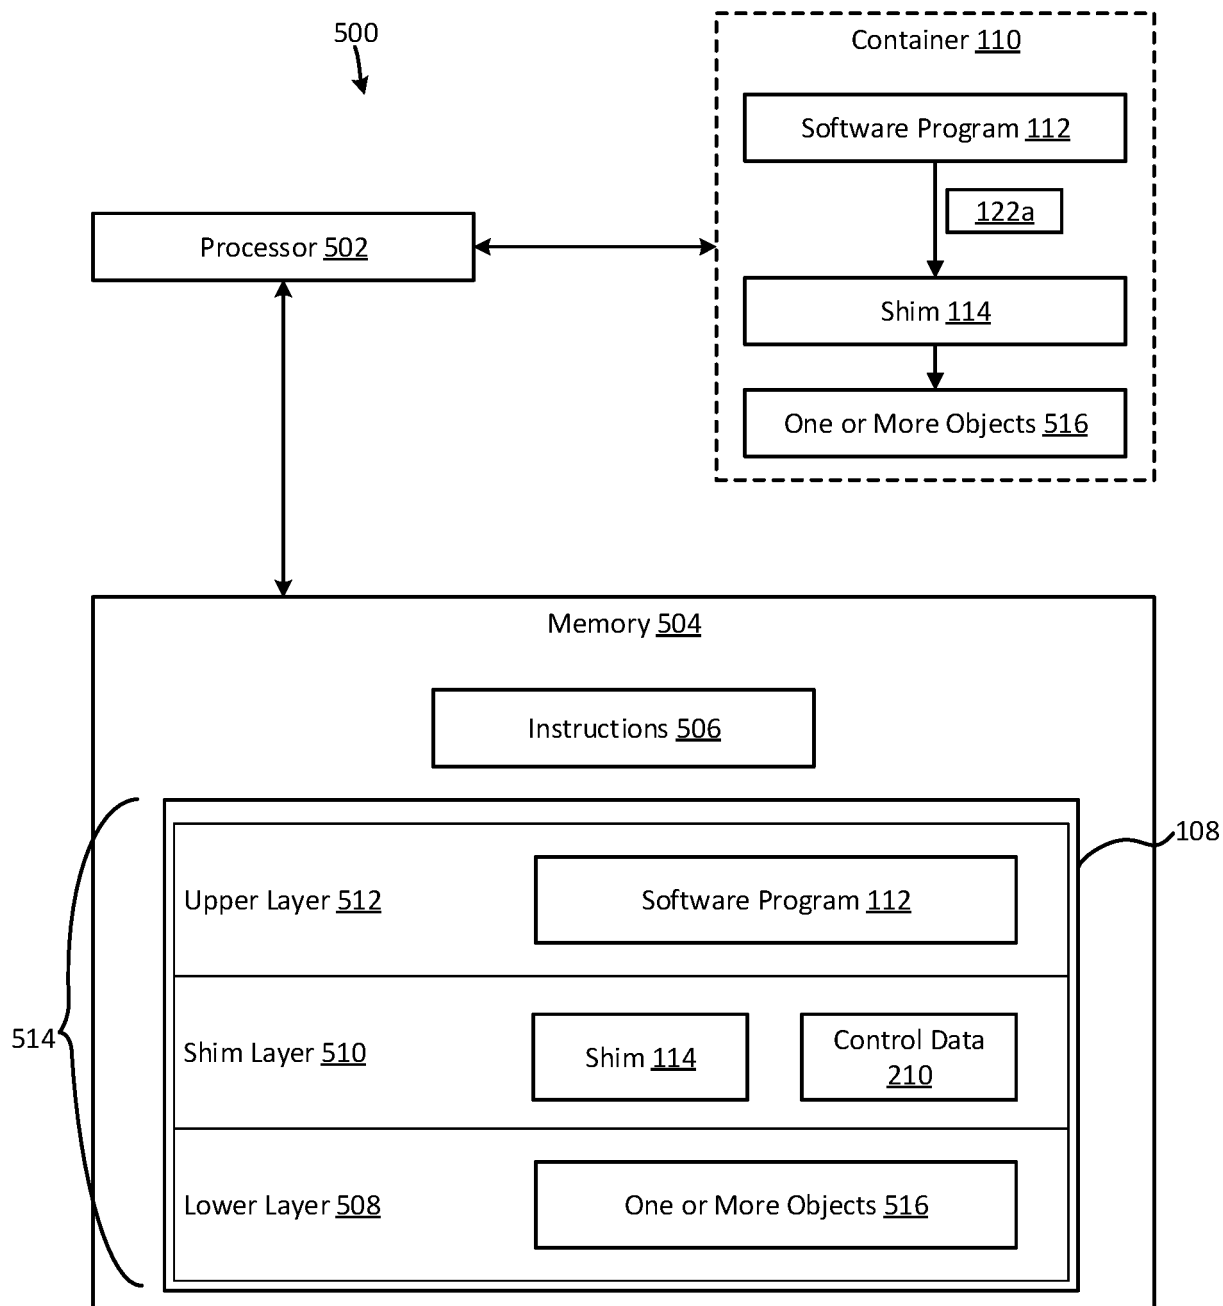 500
Container 110
Software Program 112
122a
Processor 502
Shim 114
One or More Objects 516
Memory 504
Instructions 506
108
Upper Layer 512
Software Program 112
514
Shim Layer 510
Shim 114
Control Data
210
Lower Layer 508
One or More Objects 516